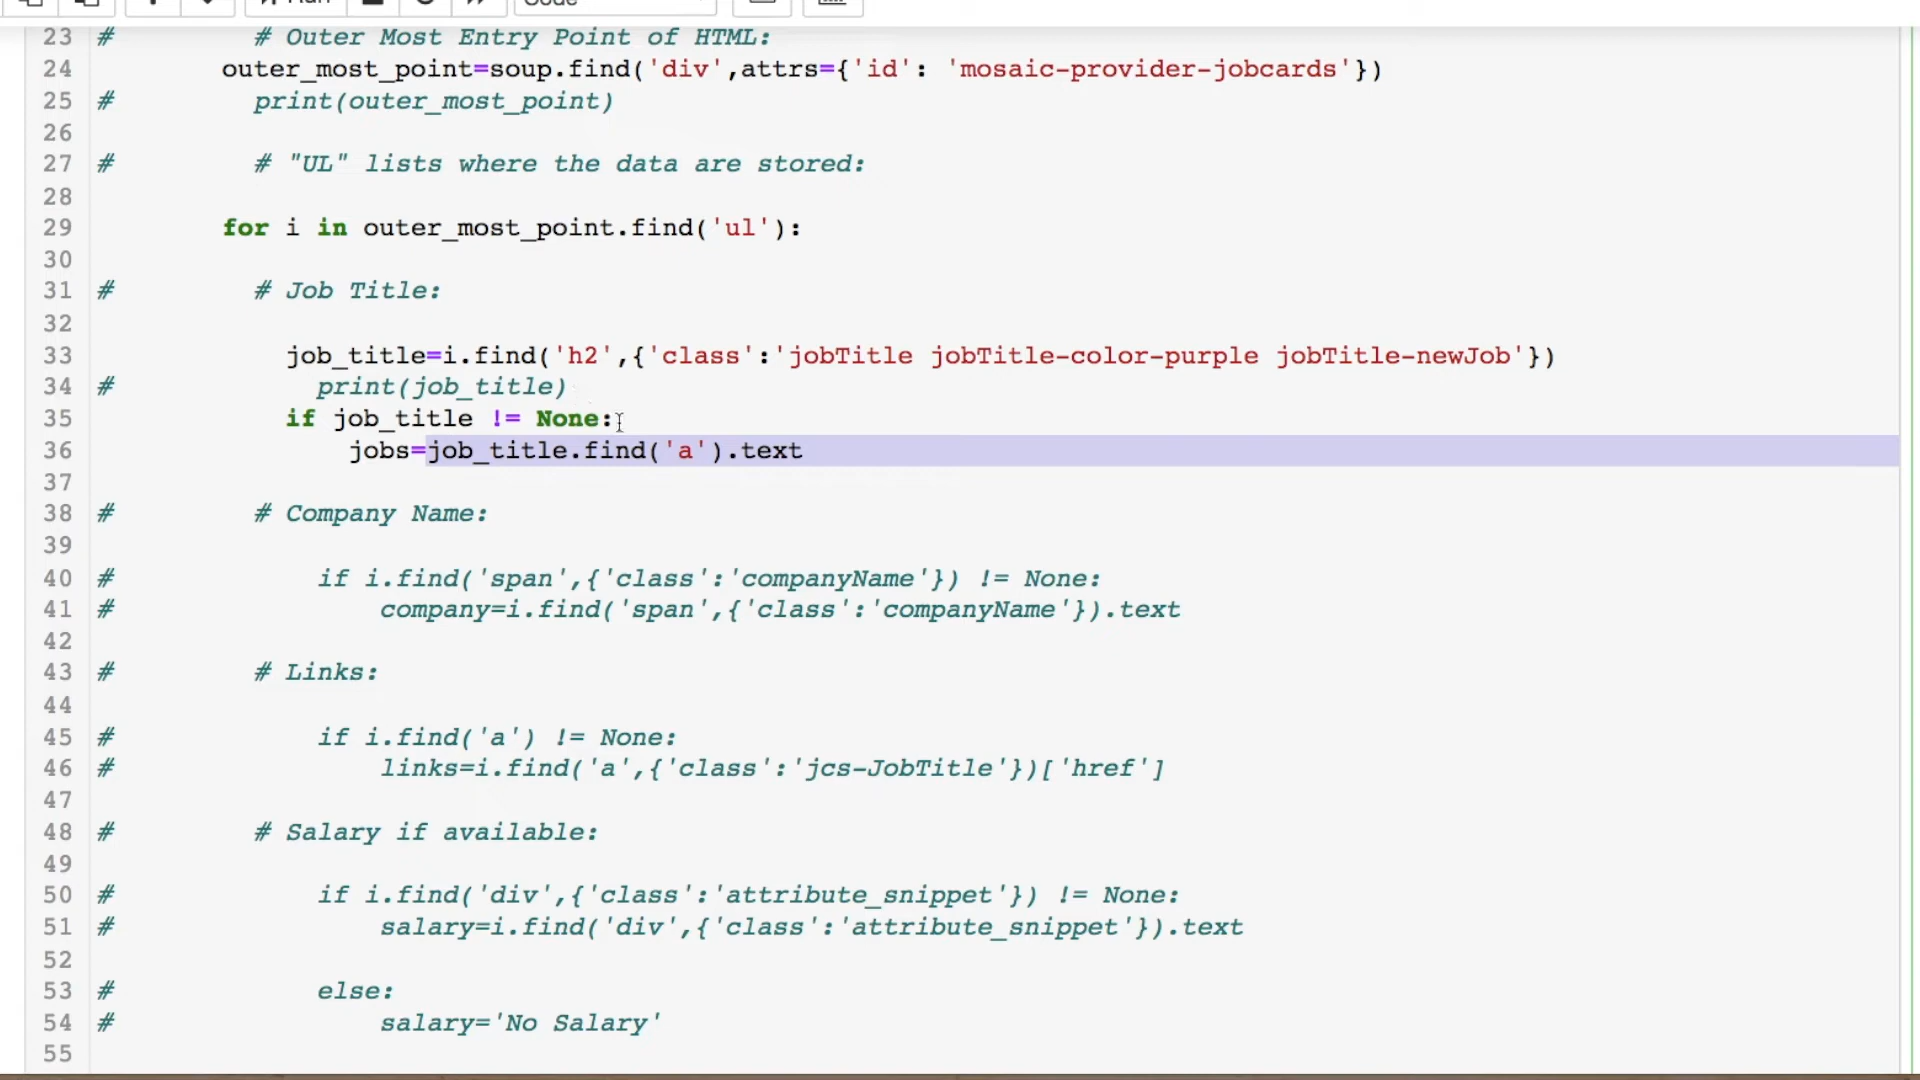 Run Code
23 # # Outer Most Entry Point of HTML:
24 outer_most_point=soup.find('div',attrs={'id': 'mosaic-provider-jobcards'})
25 # print(outer_most_point)
26
27 # # "UL" lists where the data are stored:
28
29 for i in outer_most_point.find('ul'):
30
31 # # Job Title:
32
33 job_title=i.find('h2',{'class':'jobTitle jobTitle-color-purple jobTitle-newJob'})
34 # print(job_title)
35 if job_title != None:
36 jobs=job_title.find('a').text
37
38 # # Company Name:
39
40 # if i.find('span',{'class':'companyName'}) != None:
41 # company=i.find('span',{'class':'companyName'}).text
42
43 # # Links:
44
45 # if i.find('a') != None:
46 # links=i.find('a',{'class':'jcs-JobTitle'})['href']
47
48 # # Salary if available:
49
50 # if i.find('div',{'class':'attribute_snippet'}) != None:
51 # salary=i.find('div',{'class':'attribute_snippet'}).text
52
53 # else:
54 # salary='No Salary'
55